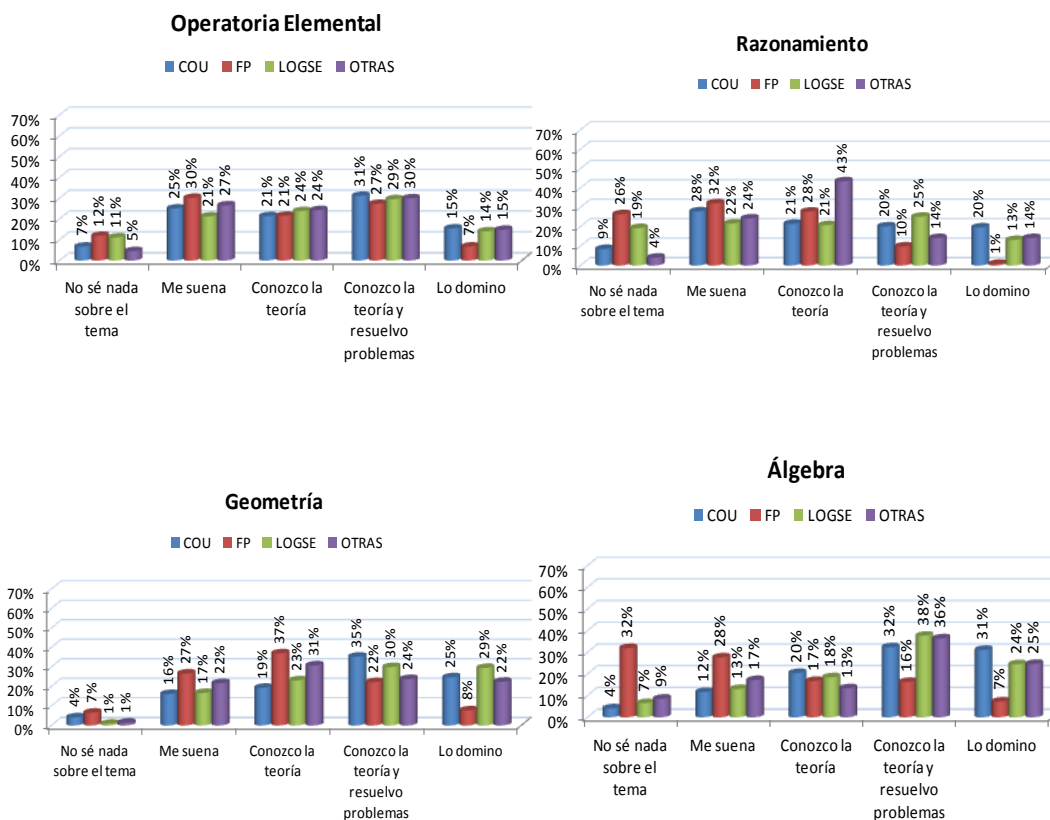 Operatoria Elemental
COU FP LOGSE OTRAS
70%
60%
50%
40%
30%
20%
10%
0%
7% 12% 11% 5%
25% 30% 21% 27%
21% 21% 24% 24%
31% 27% 29% 30%
15% 7% 14% 15%
No sé nada sobre el tema
Me suena
Conozco la teoría
Conozco la teoría y resuelvo problemas
Lo domino
Razonamiento
COU FP LOGSE OTRAS
70%
60%
50%
40%
30%
20%
10%
0%
9% 26% 19% 4%
28% 32% 22% 24%
21% 28% 21% 43%
20% 10% 25% 14%
20% 1% 13% 14%
No sé nada sobre el tema
Me suena
Conozco la teoría
Conozco la teoría y resuelvo problemas
Lo domino
Geometría
COU FP LOGSE OTRAS
70%
60%
50%
40%
30%
20%
10%
0%
4% 7% 1% 1%
16% 27% 17% 22%
19% 37% 23% 31%
35% 22% 30% 24%
25% 8% 29% 22%
No sé nada sobre el tema
Me suena
Conozco la teoría
Conozco la teoría y resuelvo problemas
Lo domino
Álgebra
COU FP LOGSE OTRAS
70%
60%
50%
40%
30%
20%
10%
0%
4% 32% 7% 9%
12% 28% 13% 17%
20% 17% 18% 13%
32% 16% 38% 36%
31% 7% 24% 25%
No sé nada sobre el tema
Me suena
Conozco la teoría
Conozco la teoría y resuelvo problemas
Lo domino